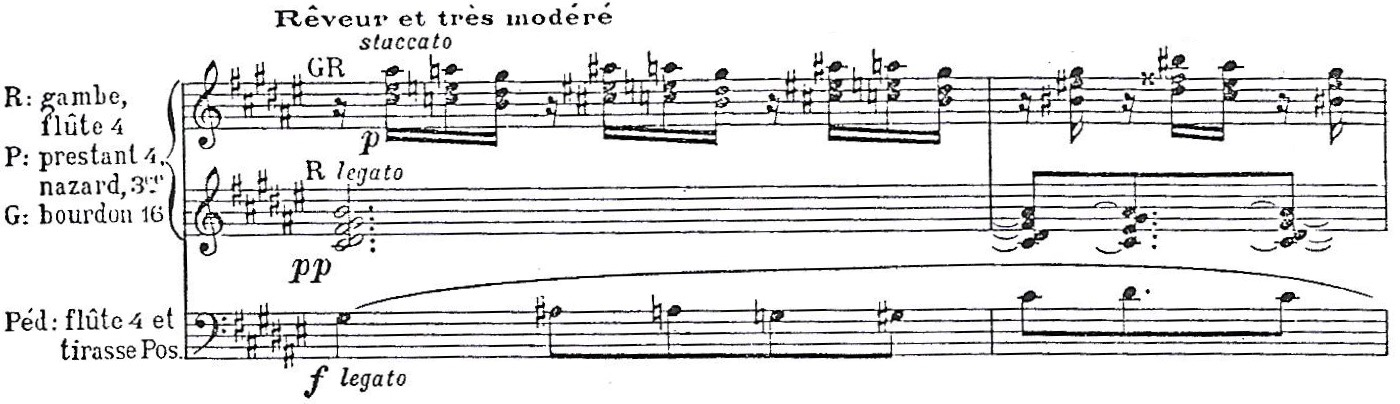 Rêveur et très modéré
staccato
GR
R: gambe,
flûte 4
P: prestant 4,
nazard, 3ce
G: bourdon 16
p
R legato
pp
Péd: flûte 4 et
tirasse Pos.
f legato